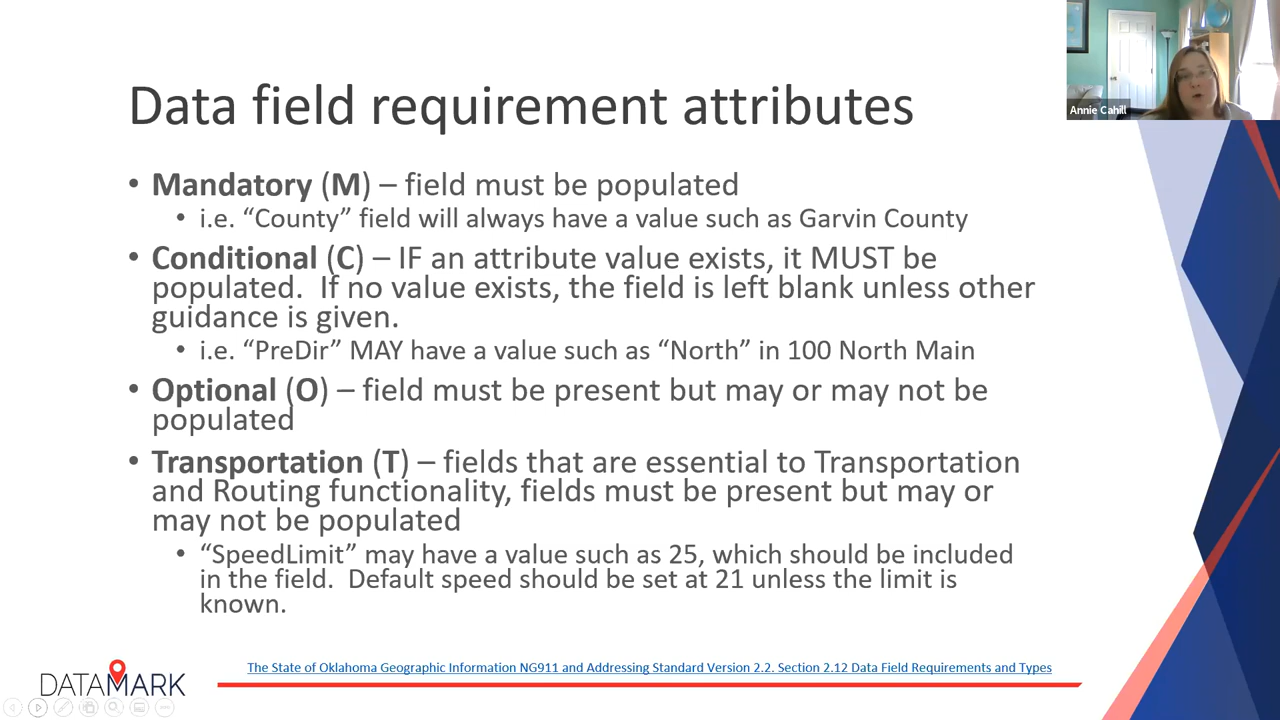 Annie Cahill
Data field requirement attributes
• Mandatory (M) – field must be populated
• i.e. “County” field will always have a value such as Garvin County
• Conditional (C) – IF an attribute value exists, it MUST be
populated.  If no value exists, the field is left blank unless other
guidance is given.
• i.e. “PreDir” MAY have a value such as “North” in 100 North Main
• Optional (O) – field must be present but may or may not be
populated
• Transportation (T) – fields that are essential to Transportation
and Routing functionality, fields must be present but may or
may not be populated
• “SpeedLimit” may have a value such as 25, which should be included
in the field.  Default speed should be set at 21 unless the limit is
known.
The State of Oklahoma Geographic Information NG911 and Addressing Standard Version 2.2. Section 2.12 Data Field Requirements and Types
DATAMARK